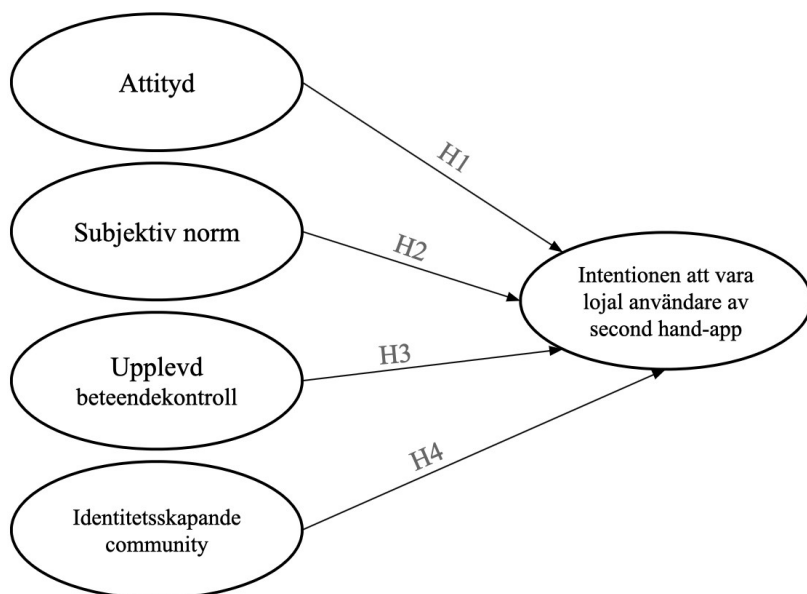 Attityd
H1
Subjektiv norm
H2
Intentionen att vara
lojal användare av
second hand-app
Upplevd
beteendekontroll
H3
H4
Identitetsskapande
community